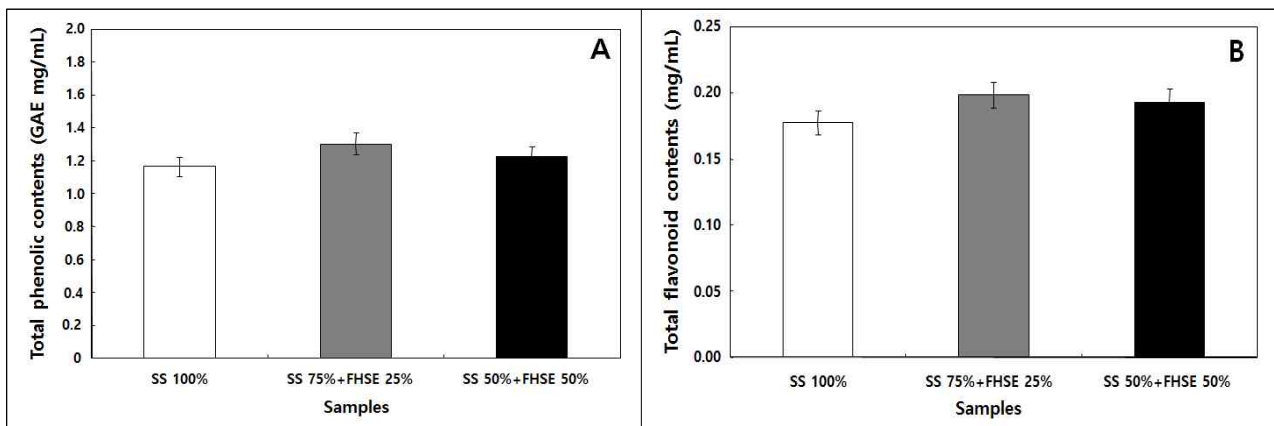 A
Total phenolic contents (GAE mg/mL)
2.0
1.8
1.6
1.4
1.2
1.0
0.8
0.6
0.4
0.2
0
SS 100%
SS 75%+FHSE 25%
SS 50%+FHSE 50%
Samples
B
Total flavonoid contents (mg/mL)
0.25
0.20
0.15
0.10
0.05
0.00
SS 100%
SS 75%+FHSE 25%
SS 50%+FHSE 50%
Samples